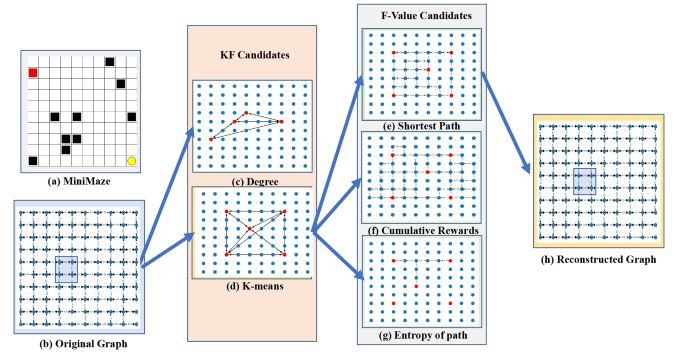 F-Value Candidates
KF Candidates
(a) MiniMaze
(b) Original Graph
(c) Degree
(d) K-means
(e) Shortest Path
(f) Cumulative Rewards
(g) Entropy of path
(h) Reconstructed Graph